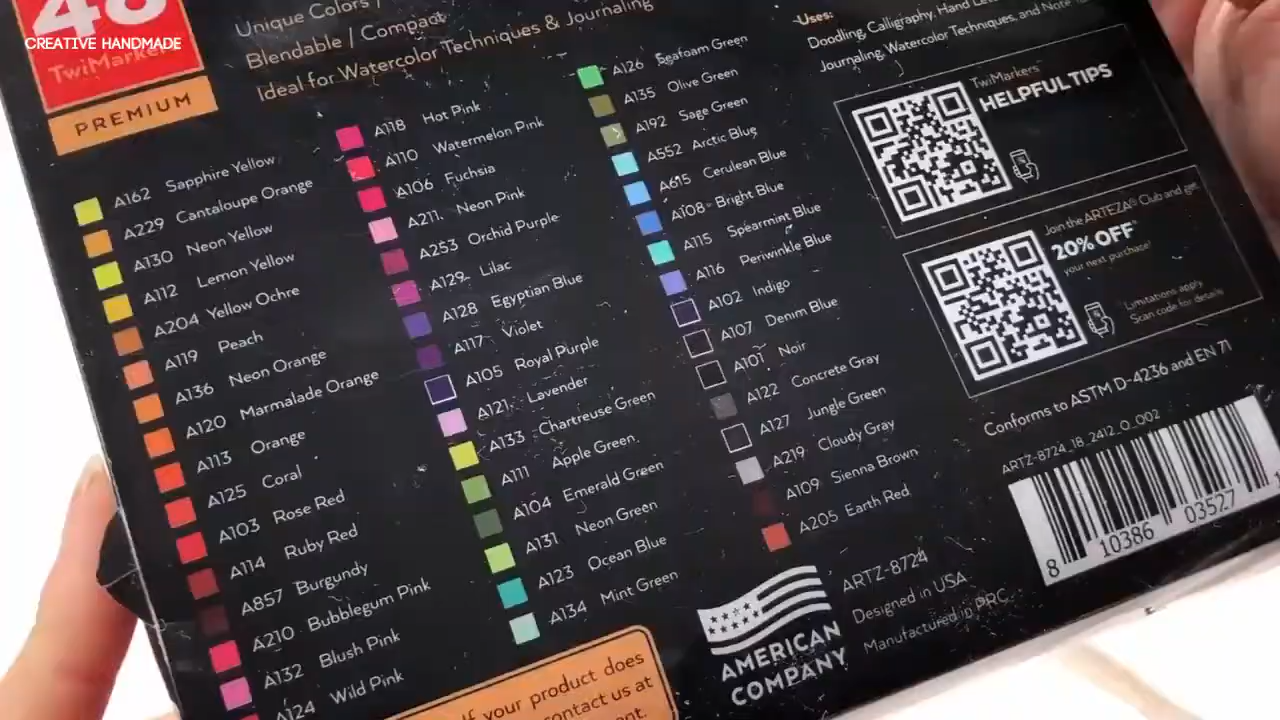 48
CREATIVE HANDMADE
TwiMarkers
PREMIUM
Unique Colors /
Blendable / Compact
Ideal for Watercolor Techniques & Journaling
A162 Sapphire Yellow
A229 Cantaloupe Orange
A130 Neon Yellow
A112 Lemon Yellow
A204 Yellow Ochre
A119 Peach
A136 Neon Orange
A120 Marmalade Orange
A113 Orange
A125 Coral
A103 Rose Red
A114 Ruby Red
A857 Burgundy
A210 Bubblegum Pink
A132 Blush Pink
A124 Wild Pink
A118 Hot Pink
A110 Watermelon Pink
A106 Fuchsia
A211 Neon Pink
A253 Orchid Purple
A129 Lilac
A128 Egyptian Blue
A117 Violet
A105 Royal Purple
A121 Lavender
A133 Chartreuse Green
A111 Apple Green
A104 Emerald Green
A131 Neon Green
A123 Ocean Blue
A134 Mint Green
A126 Seafoam Green
A135 Olive Green
A192 Sage Green
A552 Arctic Blue
A615 Cerulean Blue
A108 Bright Blue
A115 Spearmint Blue
A116 Periwinkle Blue
A102 Indigo
A107 Denim Blue
A101 Noir
A122 Concrete Gray
A127 Jungle Green
A219 Cloudy Gray
A109 Sienna Brown
A205 Earth Red
Uses:
Doodling, Calligraphy, Hand
Journaling, Watercolor Techniques, and Note
TwiMarkers™
HELPFUL TIPS
Join the ARTEZA® Club and get
20% OFF*
your next purchase!
*Limitations apply.
Scan code for details
Conforms to ASTM D-4236 and EN 71
ARTZ-8724_18_2412_0_002
8 10386 03527
AMERICAN
COMPANY
ARTZ-8724
Designed in USA
Manufactured in PRC
If your product does
contact us at